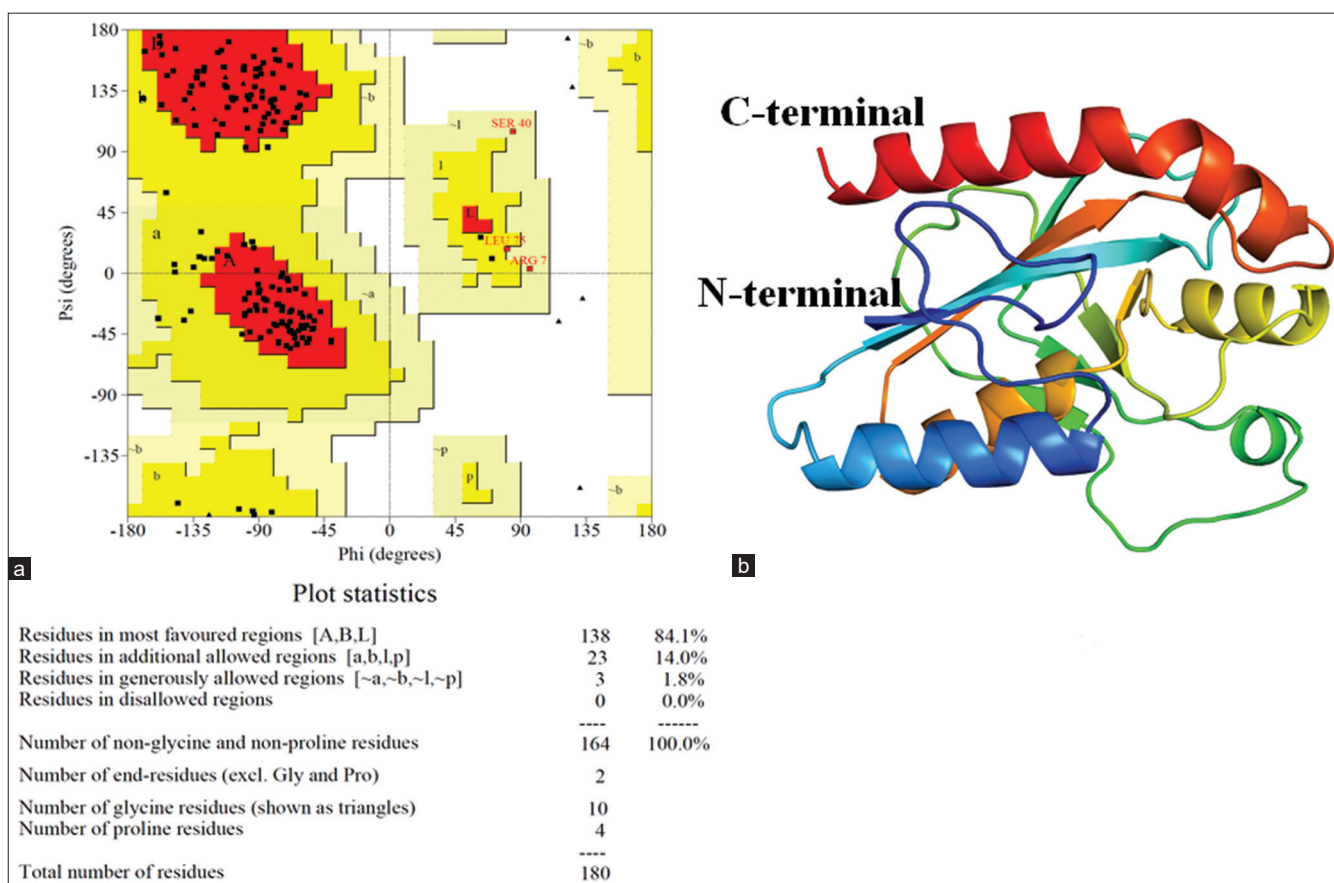 180
135
90
45
0
-45
-90
-135
Psi (degrees)
B
b
~b
~b
b
~l
SER 40
l
L
LEU 75
ARG 7
a
A
~a
~b
b
~p
p
~b
-180
-135
-90
-45
0
45
90
135
180
Phi (degrees)
a
C-terminal
N-terminal
b
Plot statistics
Residues in most favoured regions [A,B,L] 138 84.1%
Residues in additional allowed regions [a,b,l,p] 23 14.0%
Residues in generously allowed regions [~a,~b,~l,~p] 3 1.8%
Residues in disallowed regions 0 0.0%
---- ------
Number of non-glycine and non-proline residues 164 100.0%
Number of end-residues (excl. Gly and Pro) 2
Number of glycine residues (shown as triangles) 10
Number of proline residues 4
----
Total number of residues 180